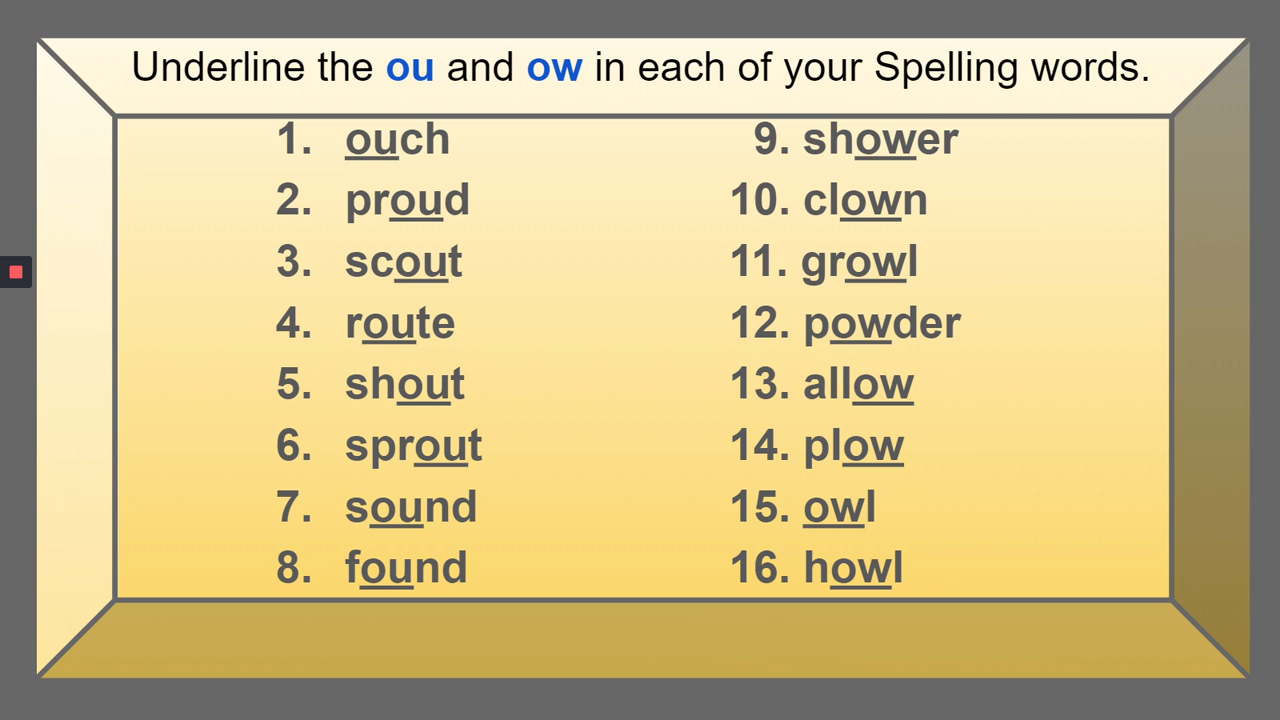 Underline the ou and ow in each of your Spelling words.
1. ouch
2. proud
3. scout
4. route
5. shout
6. sprout
7. sound
8. found
9. shower
10. clown
11. growl
12. powder
13. allow
14. plow
15. owl
16. howl